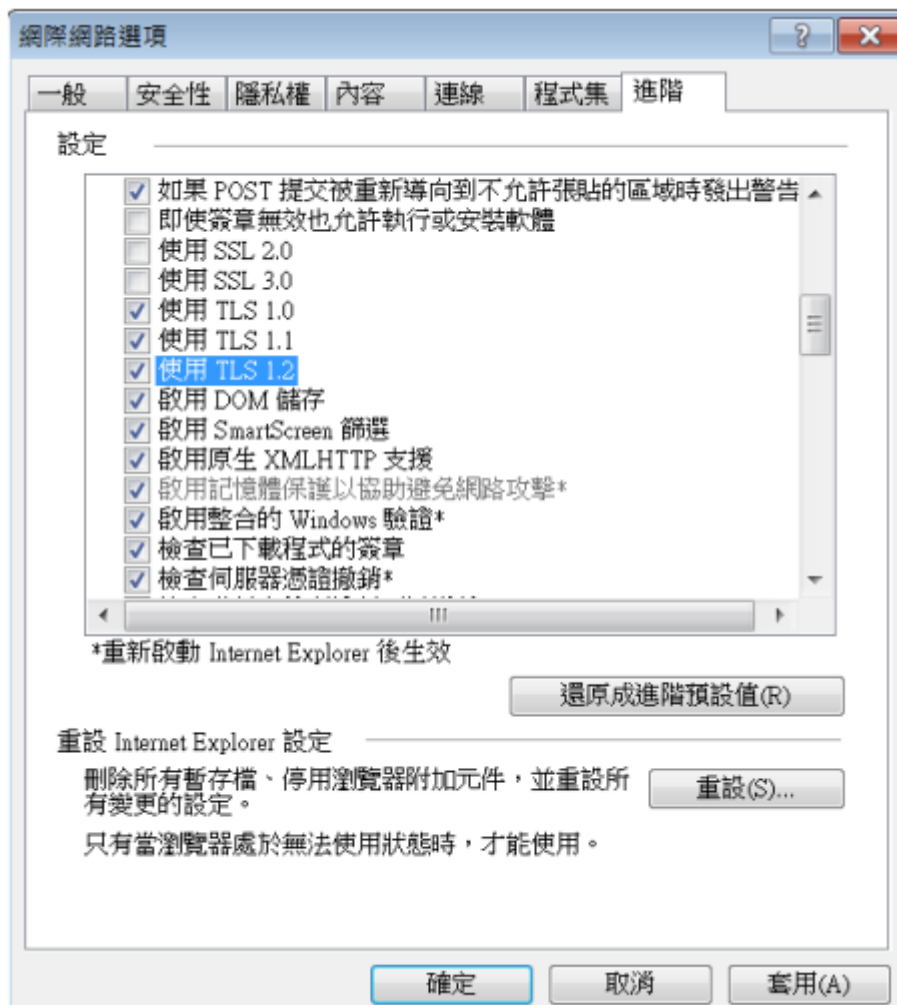 網際網路選項
一般 安全性 隱私權 內容 連線 程式集 進階
設定
如果 POST 提交被重新導向到不允許張貼的區域時發出警告
即使簽章無效也允許執行或安裝軟體
使用 SSL 2.0
使用 SSL 3.0
使用 TLS 1.0
使用 TLS 1.1
使用 TLS 1.2
啟用 DOM 儲存
啟用 SmartScreen 篩選
啟用原生 XMLHTTP 支援
啟用記憶體保護以協助避免網路攻擊*
啟用整合的 Windows 驗證*
檢查已下載程式的簽章
檢查伺服器憑證撤銷*
*重新啟動 Internet Explorer 後生效
還原成進階預設值(R)
重設 Internet Explorer 設定
刪除所有暫存檔、停用瀏覽器附加元件，並重設所
有變更的設定。
重設(S)...
只有當瀏覽器處於無法使用狀態時，才能使用。
確定 取消 套用(A)